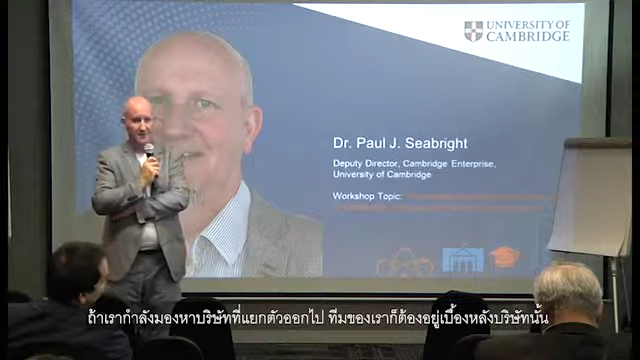 UNIVERSITY OF
CAMBRIDGE
Dr. Paul J. Seabright
Deputy Director, Cambridge Enterprise,
University of Cambridge
Workshop Topic:
ถ้าเรากำลังมองหาบริษัทที่แยกตัวออกไป ทีมของเราก็ต้องอยู่เบื้องหลังบริษัทนั้น